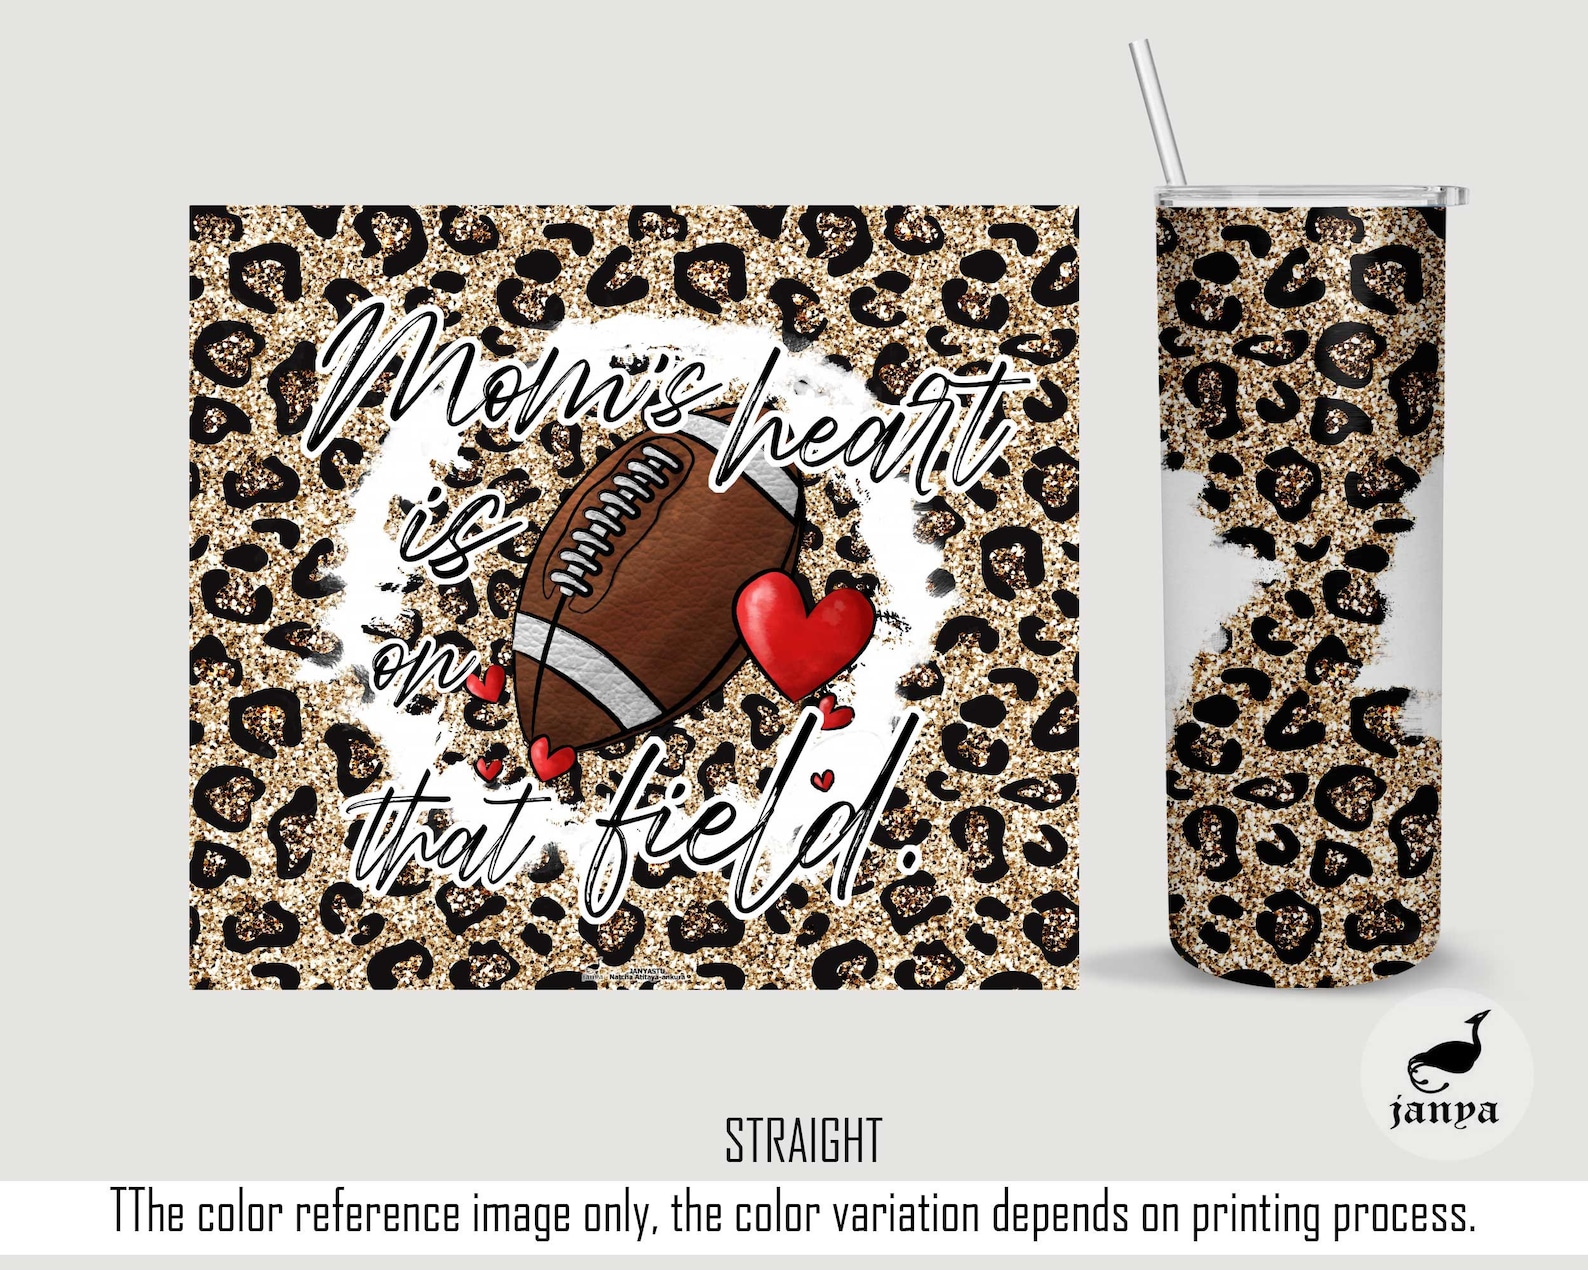 Mom's heart
is
on
that field.
JANYASTU
Natcha Atitaya-ankura
janya
STRAIGHT
TThe color reference image only, the color variation depends on printing process.